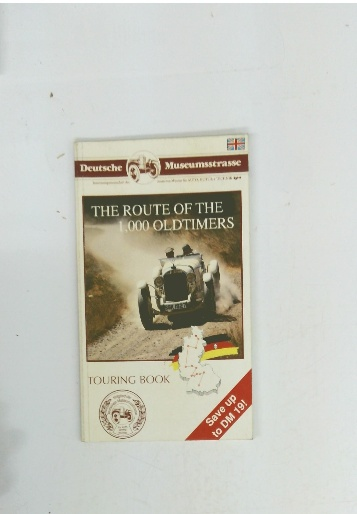 Deutsche Museumsstrasse
THE ROUTE OF THE
1,000 OLDTIMERS
TOURING BOOK
Save up
to DM 19!